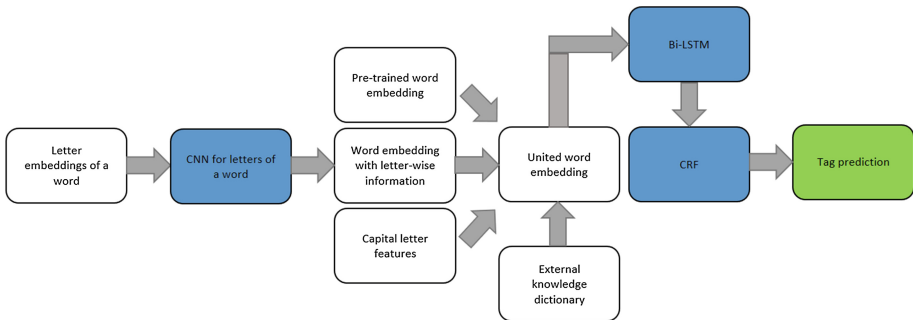 Letter
embeddings of a
word
CNN for letters of
a word
Pre-trained word
embedding
Word embedding
with letter-wise
information
Capital letter
features
United word
embedding
External
knowledge
dictionary
Bi-LSTM
CRF
Tag prediction